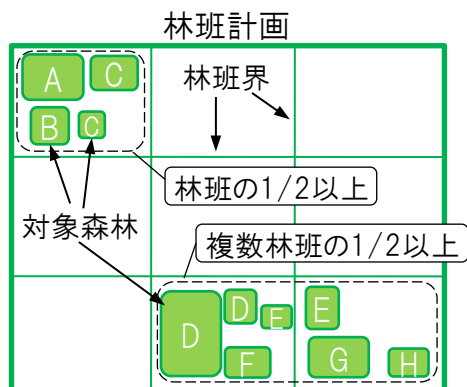 林班計画
A C
林班界
B C
林班の1/2以上
対象森林
複数林班の1/2以上
D D E E
F G H